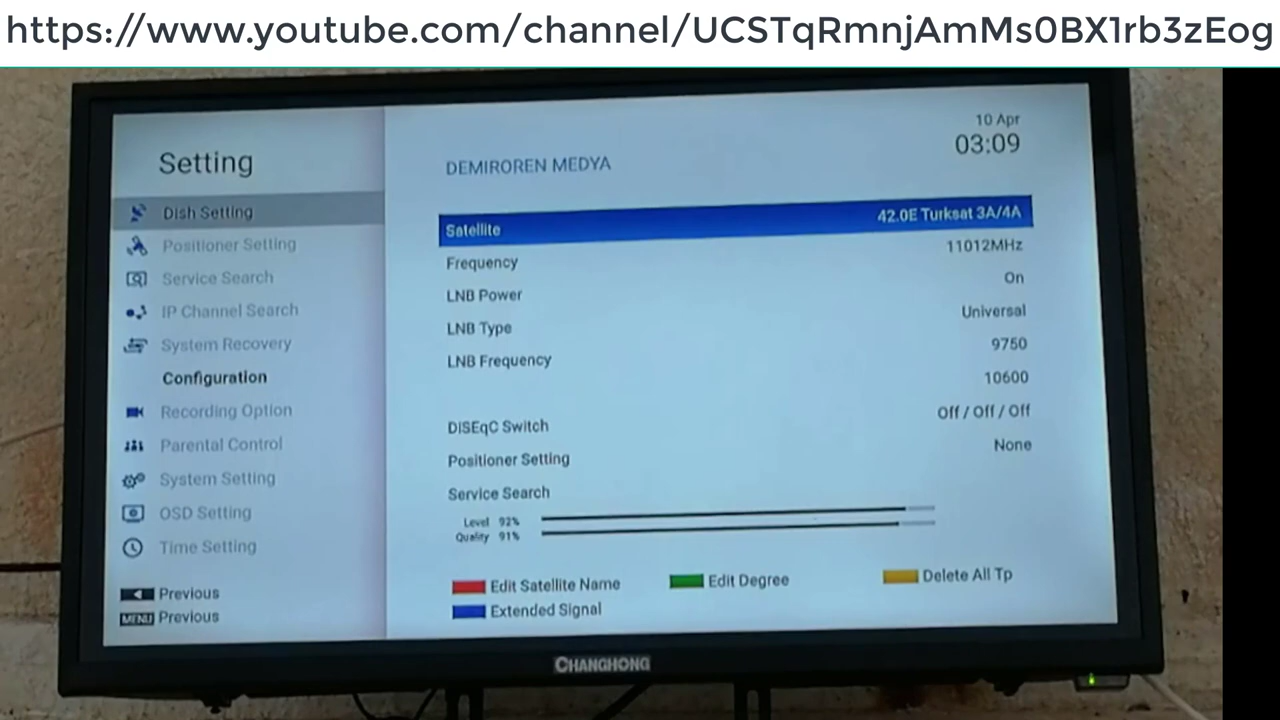 https://www.youtube.com/channel/UCSTqRmnjAmMs0BX1rb3zEog
10 Apr
03:09
Setting
DEMIROREN MEDYA
Dish Setting
Positioner Setting
Service Search
IP Channel Search
System Recovery
Configuration
Recording Option
Parental Control
System Setting
OSD Setting
Time Setting
Previous
MENU Previous
Satellite 42.0E Turksat 3A/4A
Frequency 11012MHz
LNB Power On
LNB Type Universal
LNB Frequency 9750
10600
DISEqC Switch Off / Off / Off
Positioner Setting None
Service Search
Level 92%
Quality 91%
Edit Satellite Name Edit Degree Delete All Tp
Extended Signal
CHANGHONG